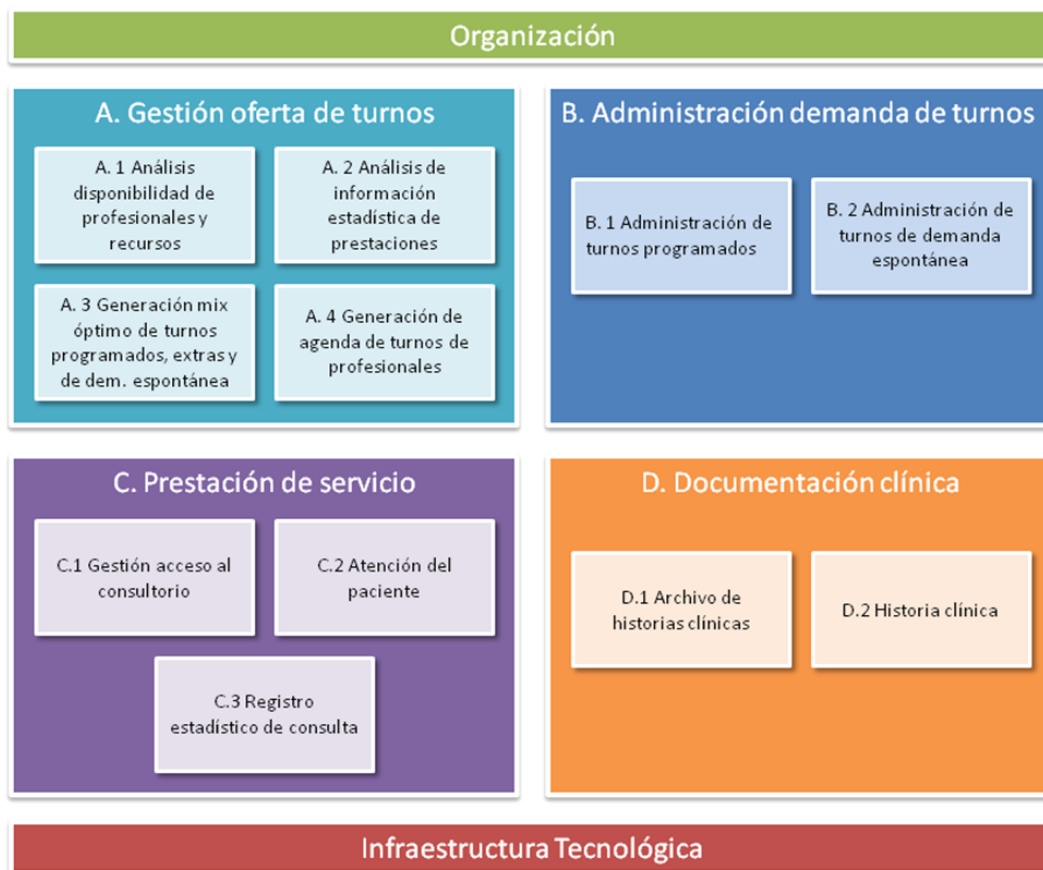 Organización
A. Gestión oferta de turnos
A. 1 Análisis
disponibilidad de
profesionales y
recursos
A. 2 Análisis de
información
estadística de
prestaciones
A. 3 Generación mix
óptimo de turnos
programados, extras y
de dem. espontánea
A. 4 Generación de
agenda de turnos de
profesionales
B. Administración demanda de turnos
B. 1 Administración de
turnos programados
B. 2 Administración de
turnos de demanda
espontánea
C. Prestación de servicio
C.1 Gestión acceso al
consultorio
C.2 Atención del
paciente
C.3 Registro
estadístico de consulta
D. Documentación clínica
D.1 Archivo de
historias clínicas
D.2 Historia clínica
Infraestructura Tecnológica